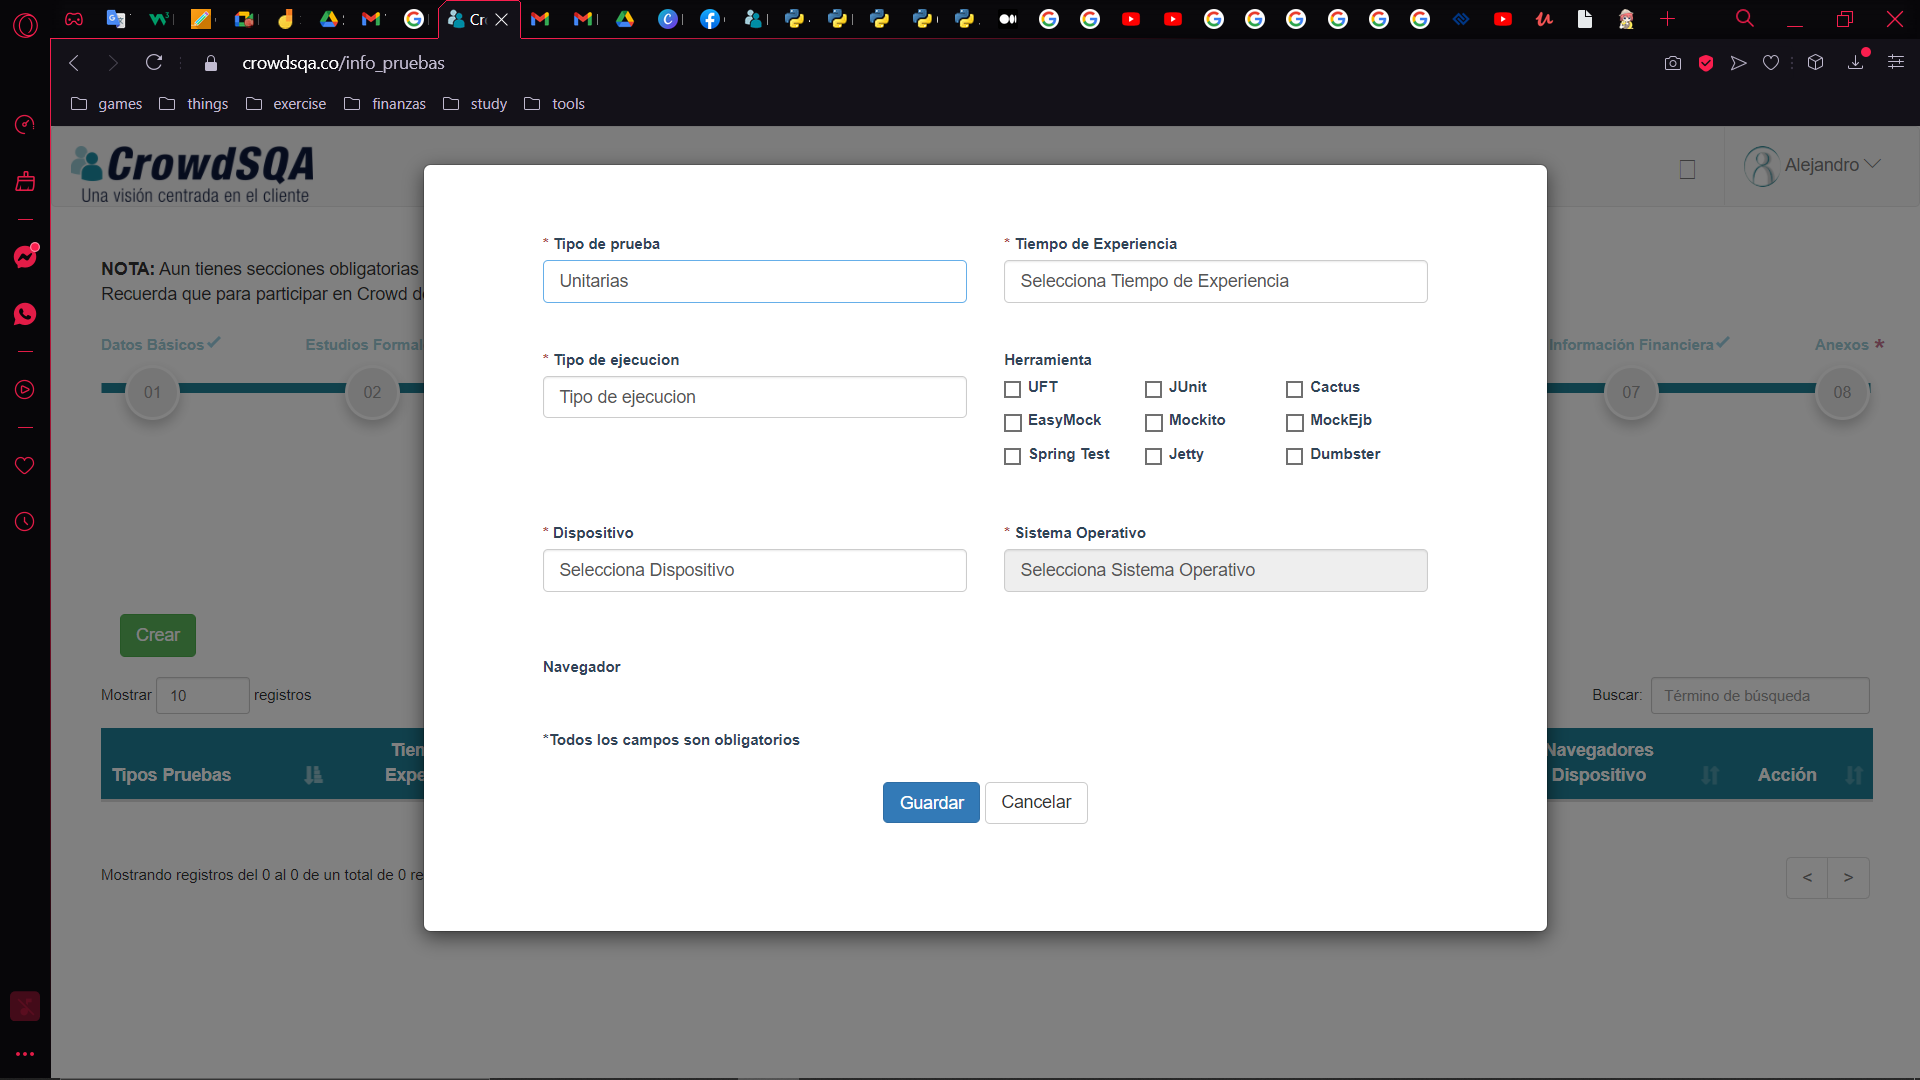 Cr
crowdsqa.co/info_pruebas
games things exercise finanzas study tools
CrowdSQA
Una visión centrada en el cliente
Alejandro
NOTA: Aun tienes secciones obligatorias
Recuerda que para participar en Crowd d
Datos Básicos Estudios Formal Información Financiera Anexos *
01 02 07 08
* Tipo de prueba * Tiempo de Experiencia
Unitarias Selecciona Tiempo de Experiencia
* Tipo de ejecucion Herramienta
Tipo de ejecucion
UFT JUnit Cactus
EasyMock Mockito MockEjb
Spring Test Jetty Dumbster
* Dispositivo * Sistema Operativo
Selecciona Dispositivo Selecciona Sistema Operativo
Navegador
*Todos los campos son obligatorios
Guardar Cancelar
Crear
Mostrar 10 registros Buscar: Término de búsqueda
Tipos Pruebas Tien
Expe
Navegadores
Dispositivo Acción
Mostrando registros del 0 al 0 de un total de 0 re
< >